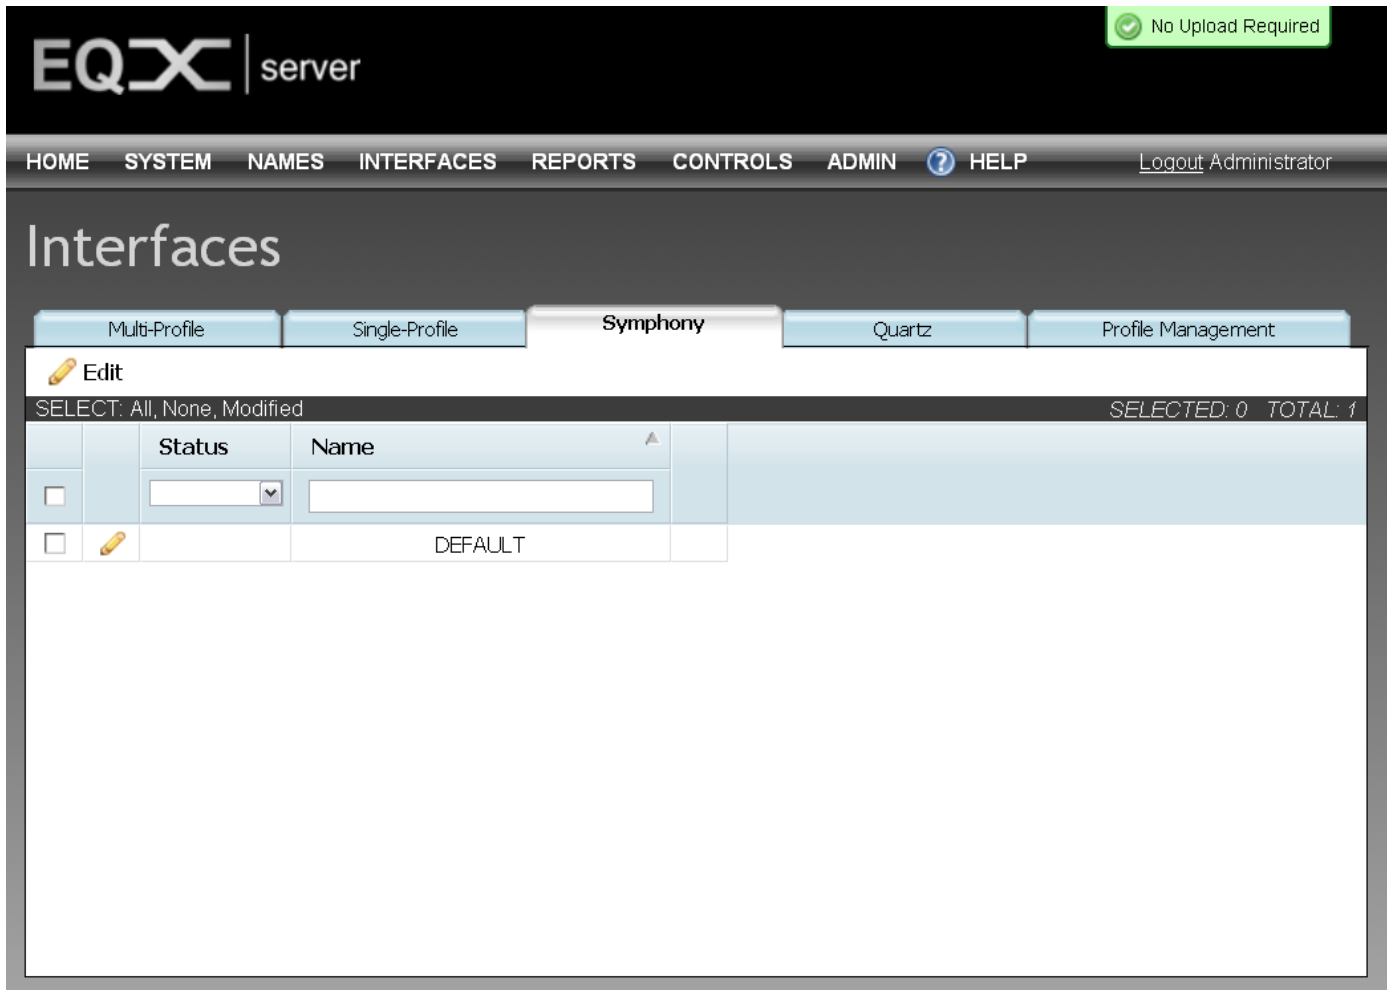 No Upload Required
EQX server
HOME SYSTEM NAMES INTERFACES REPORTS CONTROLS ADMIN ? HELP Logout Administrator
Interfaces
Multi-Profile Single-Profile Symphony Quartz Profile Management
Edit
SELECT: All, None, Modified SELECTED: 0 TOTAL: 1
Status Name
DEFAULT